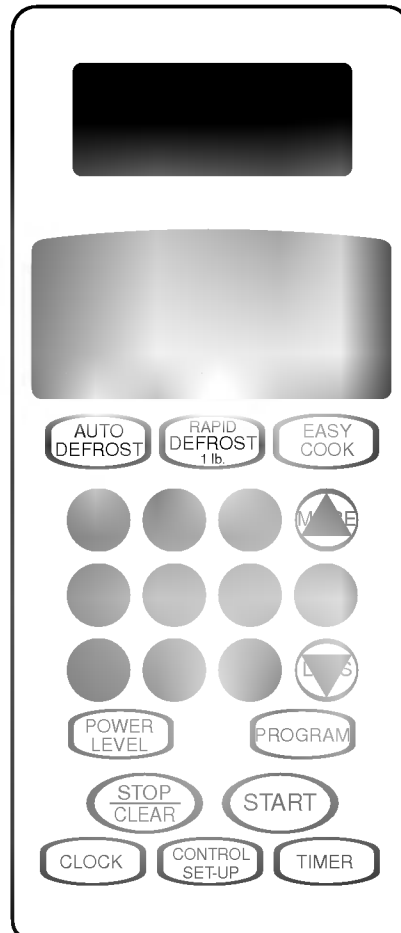 AUTO
DEFROST
RAPID
DEFROST
1 lb.
EASY
COOK
POWER
LEVEL
PROGRAM
STOP
CLEAR
START
CLOCK
CONTROL
SET-UP
TIMER